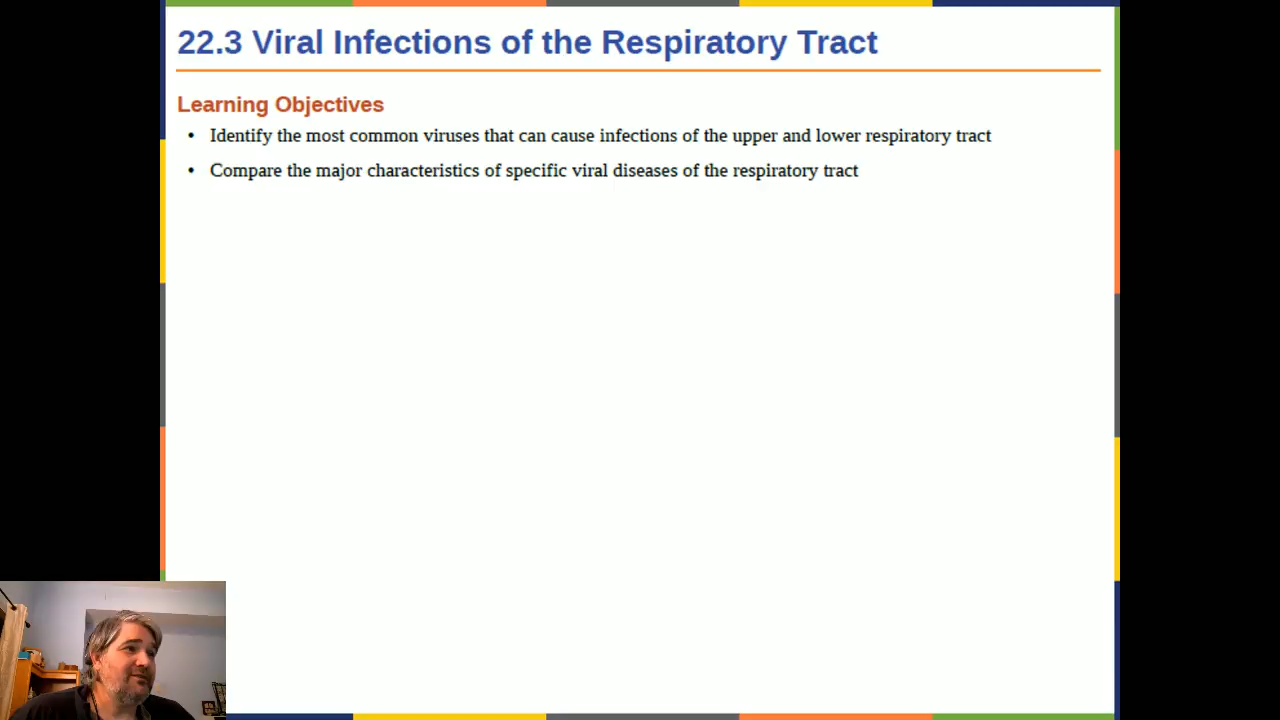 22.3 Viral Infections of the Respiratory Tract
Learning Objectives
• Identify the most common viruses that can cause infections of the upper and lower respiratory tract
• Compare the major characteristics of specific viral diseases of the respiratory tract